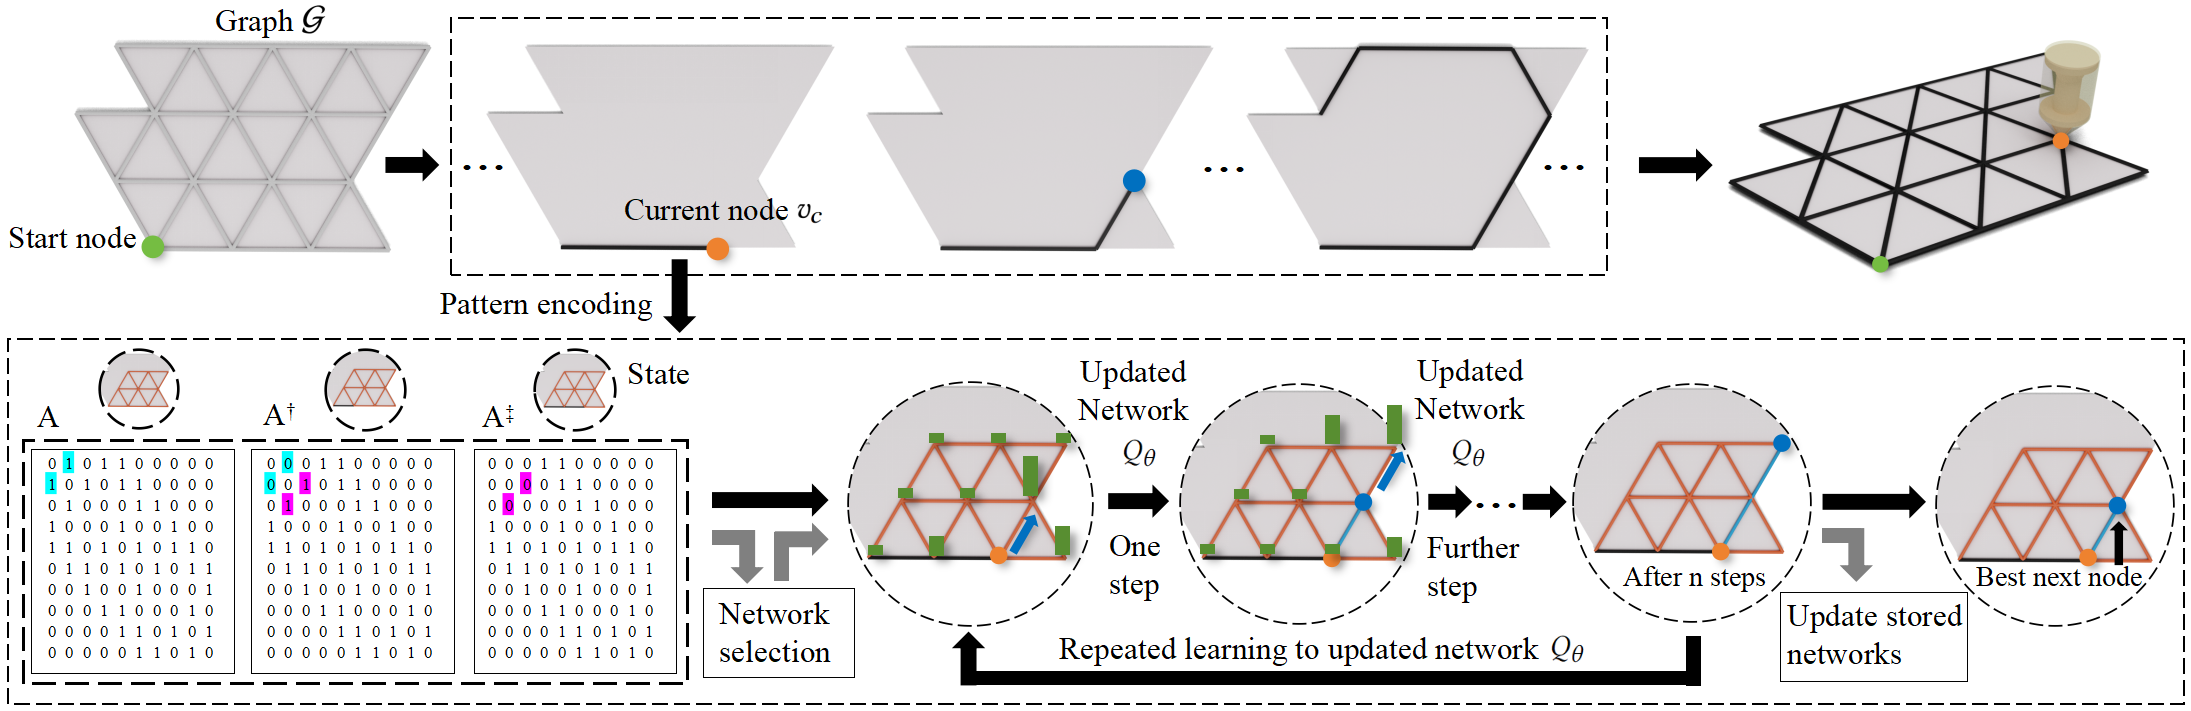 Graph 𝒢
Start node
...
Current node v_c
...
...
Pattern encoding
State
A
A†
A‡
0 1 0 1 1 0 0 0 0 0
1 0 1 0 1 1 0 0 0 0
0 1 0 0 0 1 1 0 0 0
1 0 0 0 1 0 0 1 0 0
1 1 0 1 0 1 0 1 1 0
0 1 1 0 1 0 1 0 1 1
0 0 1 0 0 1 0 0 0 1
0 0 0 1 1 0 0 0 1 0
0 0 0 0 1 1 0 1 0 1
0 0 0 0 0 1 1 0 1 0
0 0 0 1 1 0 0 0 0 0
0 0 1 0 1 1 0 0 0 0
0 1 0 0 0 1 1 0 0 0
1 0 0 0 1 0 0 1 0 0
1 1 0 1 0 1 0 1 1 0
0 1 1 0 1 0 1 0 1 1
0 0 1 0 0 1 0 0 0 1
0 0 0 1 1 0 0 0 1 0
0 0 0 0 1 1 0 1 0 1
0 0 0 0 0 1 1 0 1 0
0 0 0 1 1 0 0 0 0 0
0 0 0 0 1 1 0 0 0 0
0 0 0 0 0 1 1 0 0 0
1 0 0 0 1 0 0 1 0 0
1 1 0 1 0 1 0 1 1 0
0 1 1 0 1 0 1 0 1 1
0 0 1 0 0 1 0 0 0 1
0 0 0 1 1 0 0 0 1 0
0 0 0 0 1 1 0 1 0 1
0 0 0 0 0 1 1 0 1 0
Network
selection
Updated
Network
Q_θ
One
step
Updated
Network
Q_θ
...
Further
step
After n steps
Repeated learning to updated network Q_θ
Update stored
networks
Best next node